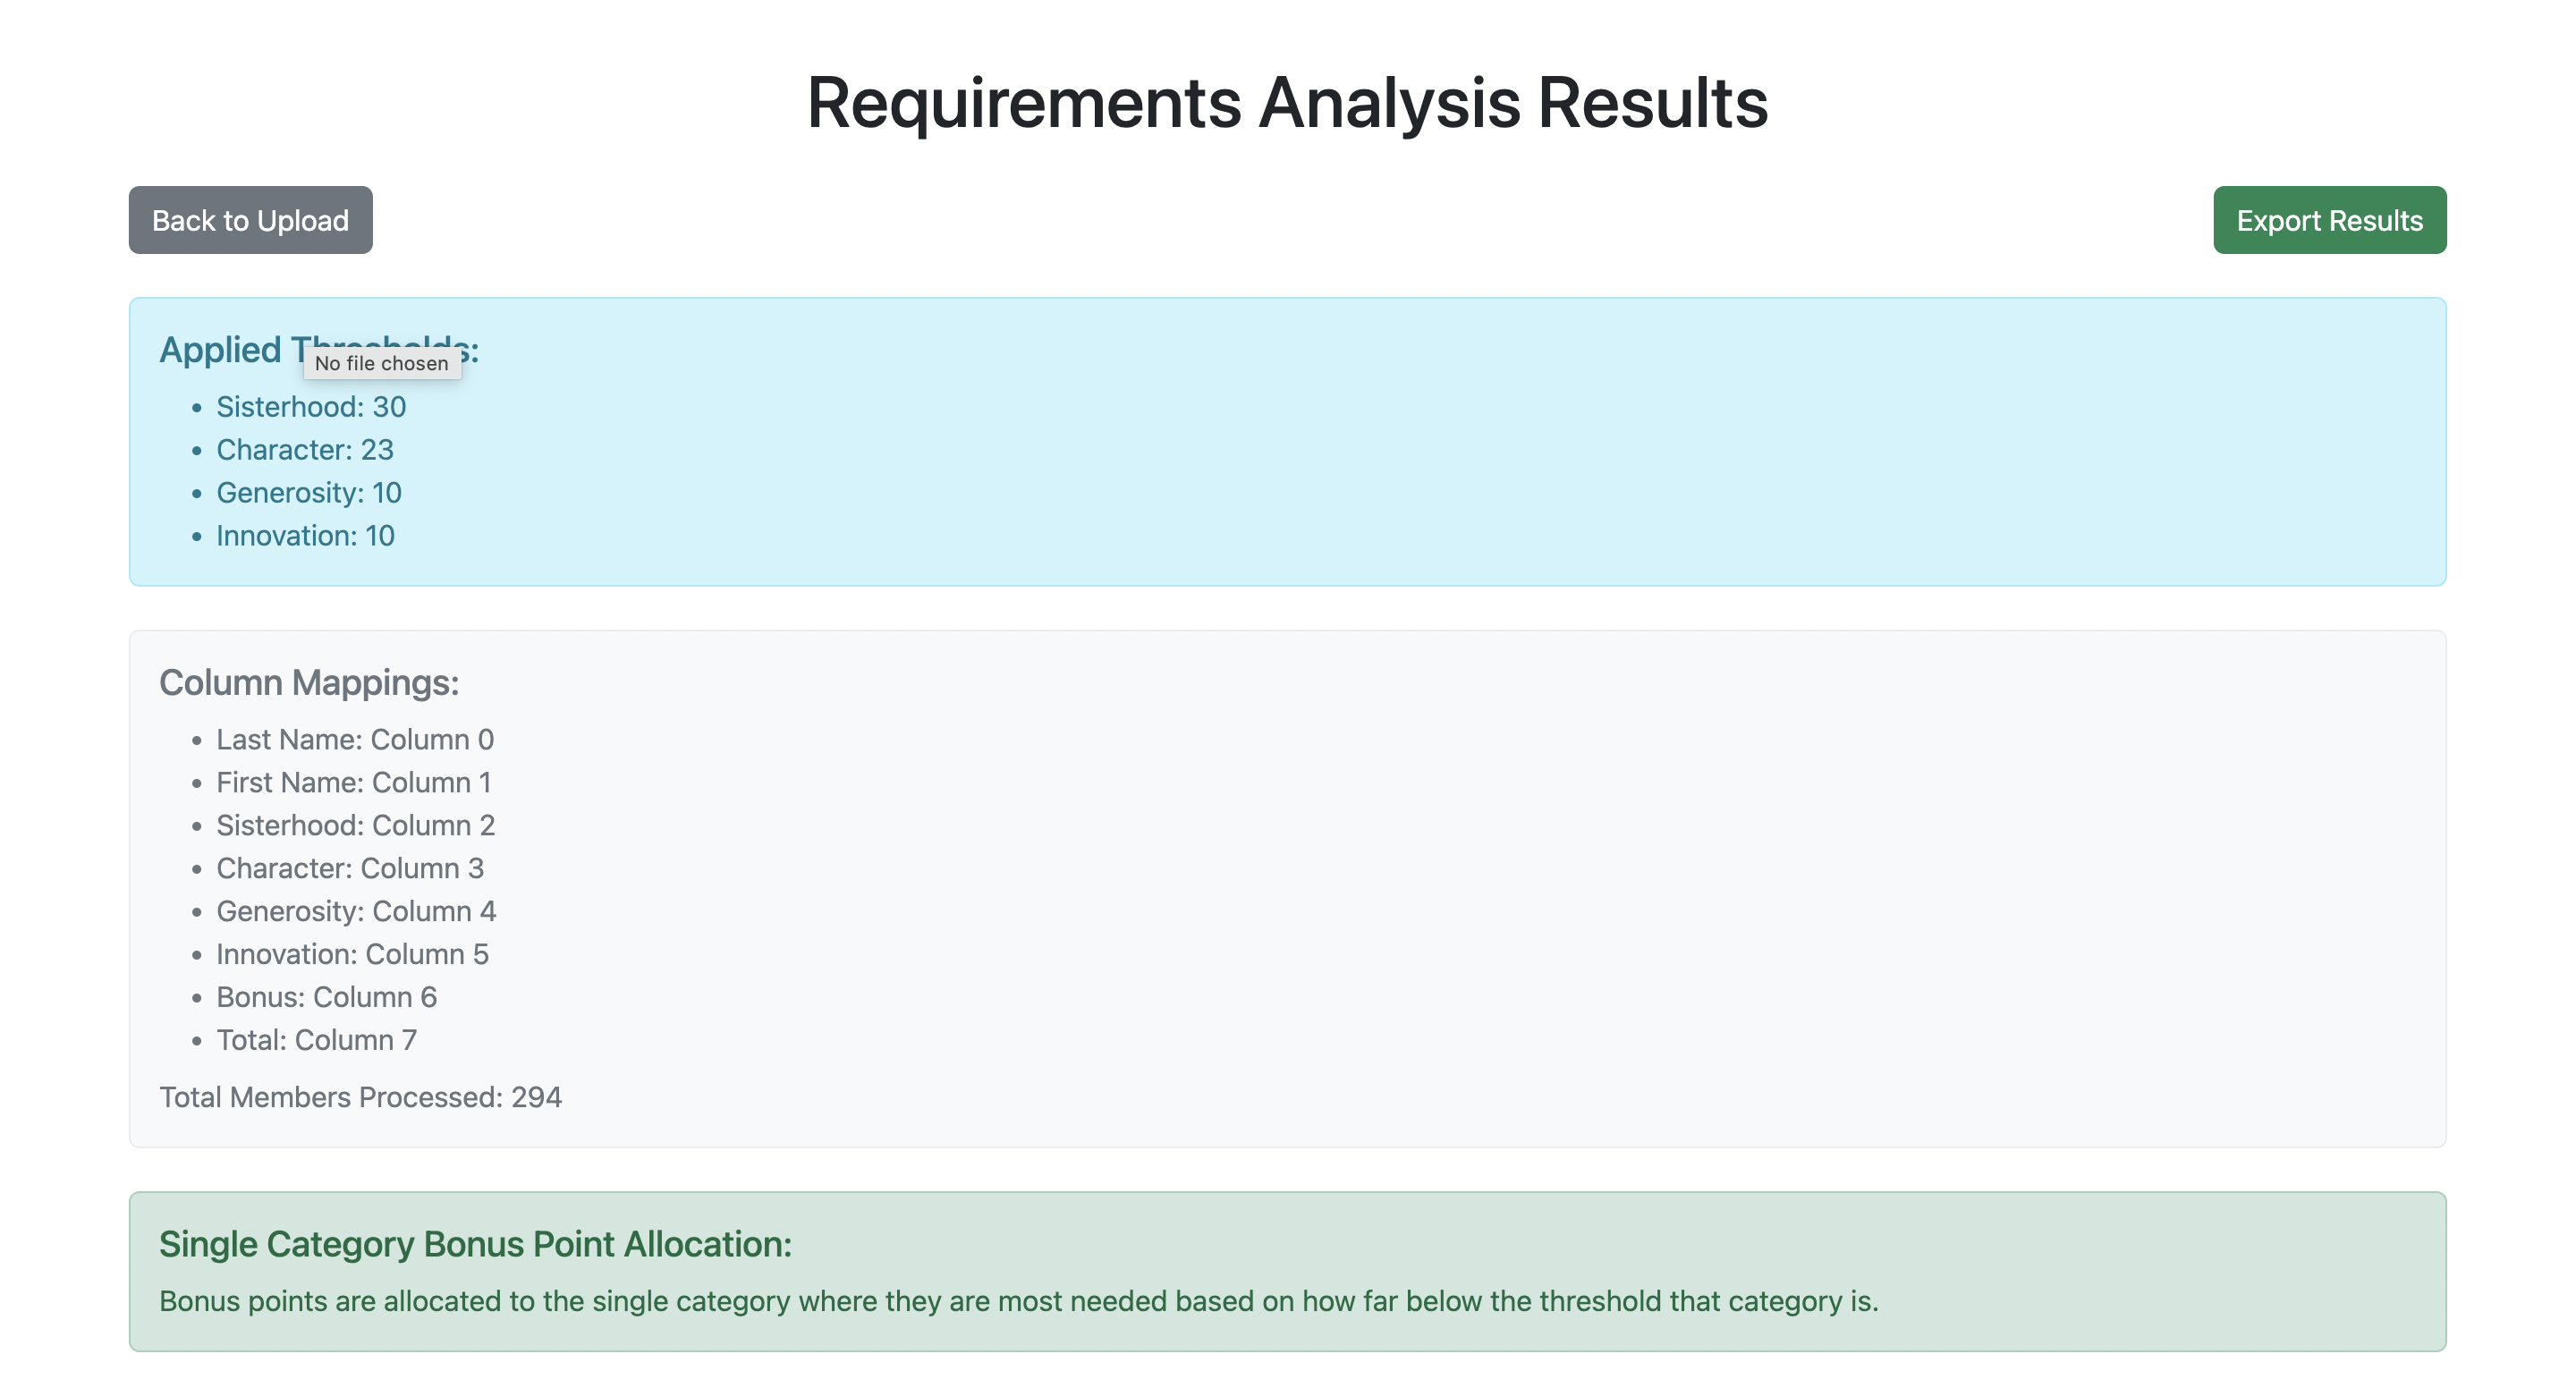 Requirements Analysis Results
Back to Upload
Export Results
Applied Thresholds:
No file chosen
Sisterhood: 30
Character: 23
Generosity: 10
Innovation: 10
Column Mappings:
Last Name: Column 0
First Name: Column 1
Sisterhood: Column 2
Character: Column 3
Generosity: Column 4
Innovation: Column 5
Bonus: Column 6
Total: Column 7
Total Members Processed: 294
Single Category Bonus Point Allocation:
Bonus points are allocated to the single category where they are most needed based on how far below the threshold that category is.